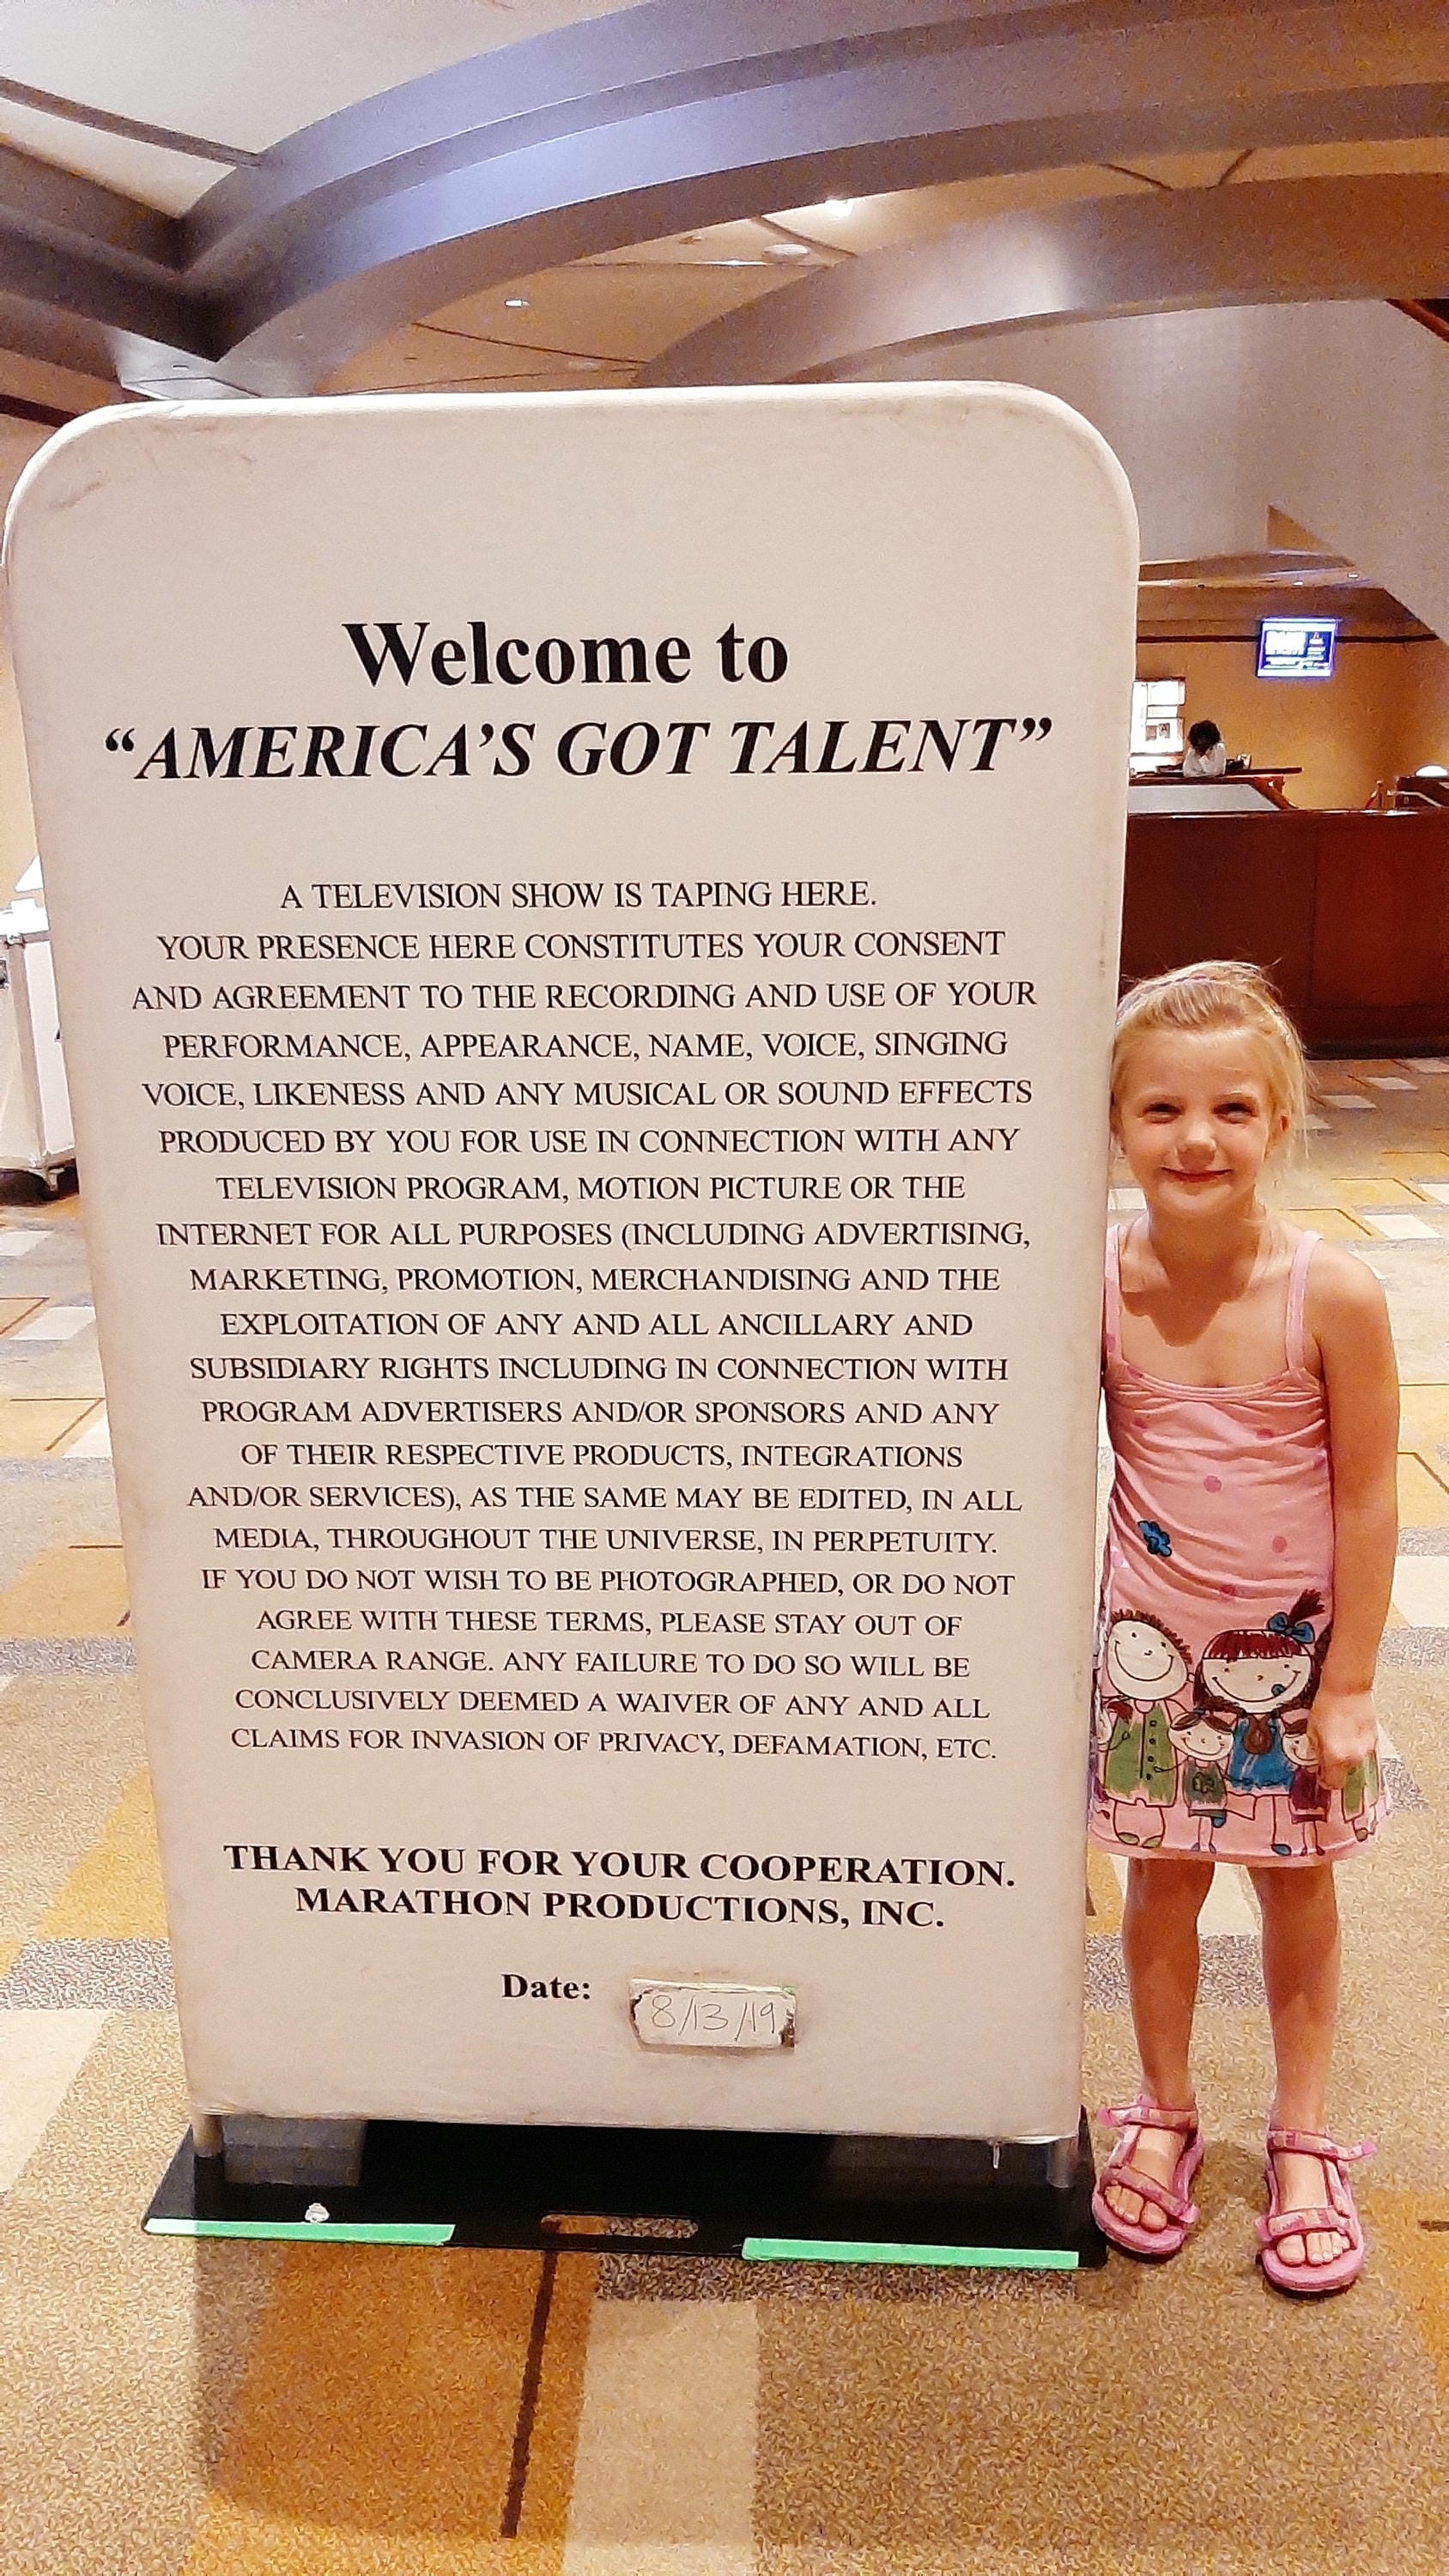 Welcome to
“AMERICA’S GOT TALENT”
A TELEVISION SHOW IS TAPING HERE.
YOUR PRESENCE HERE CONSTITUTES YOUR CONSENT
AND AGREEMENT TO THE RECORDING AND USE OF YOUR
PERFORMANCE, APPEARANCE, NAME, VOICE, SINGING
VOICE, LIKENESS AND ANY MUSICAL OR SOUND EFFECTS
PRODUCED BY YOU FOR USE IN CONNECTION WITH ANY
TELEVISION PROGRAM, MOTION PICTURE OR THE
INTERNET FOR ALL PURPOSES (INCLUDING ADVERTISING,
MARKETING, PROMOTION, MERCHANDISING AND THE
EXPLOITATION OF ANY AND ALL ANCILLARY AND
SUBSIDIARY RIGHTS INCLUDING IN CONNECTION WITH
PROGRAM ADVERTISERS AND/OR SPONSORS AND ANY
OF THEIR RESPECTIVE PRODUCTS, INTEGRATIONS
AND/OR SERVICES), AS THE SAME MAY BE EDITED, IN ALL
MEDIA, THROUGHOUT THE UNIVERSE, IN PERPETUITY.
IF YOU DO NOT WISH TO BE PHOTOGRAPHED, OR DO NOT
AGREE WITH THESE TERMS, PLEASE STAY OUT OF
CAMERA RANGE. ANY FAILURE TO DO SO WILL BE
CONCLUSIVELY DEEMED A WAIVER OF ANY AND ALL
CLAIMS FOR INVASION OF PRIVACY, DEFAMATION, ETC.
THANK YOU FOR YOUR COOPERATION.
MARATHON PRODUCTIONS, INC.
Date: 8/13/19